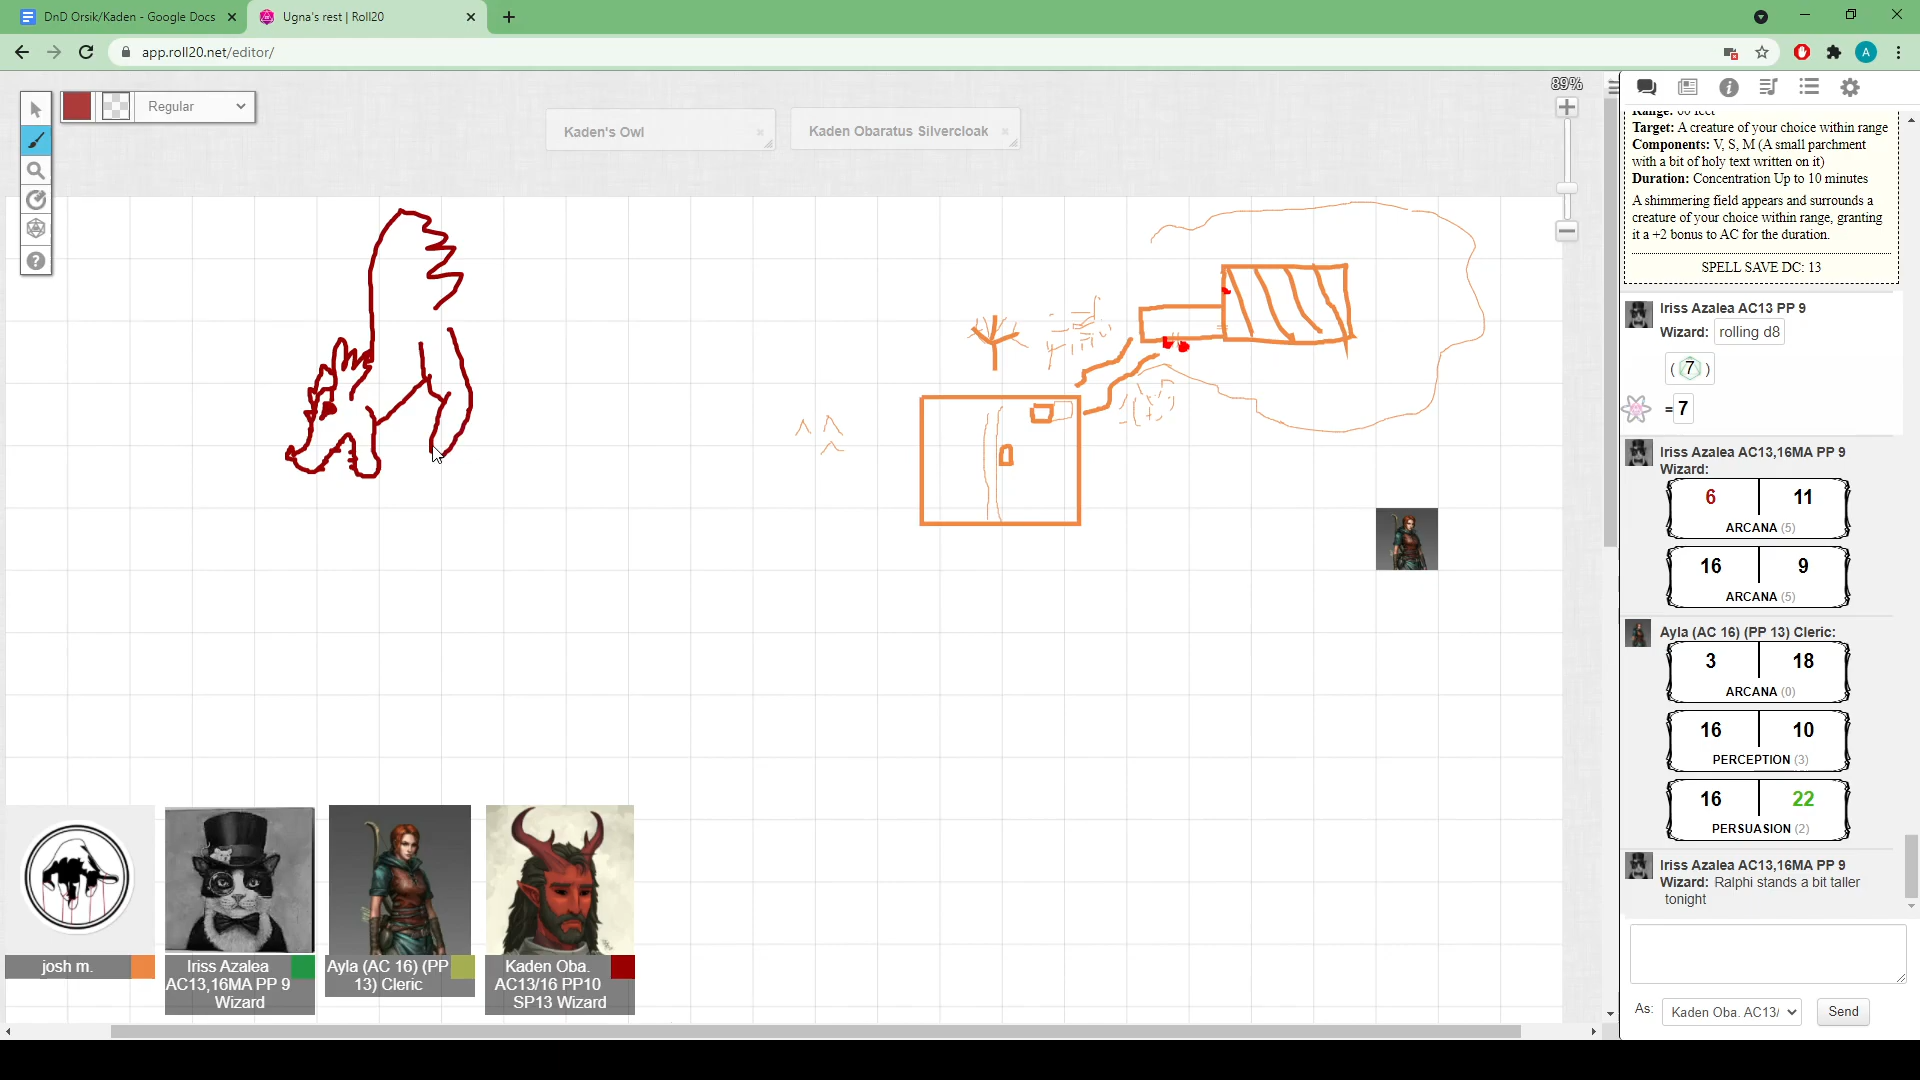 DnD Orsik/Kaden - Google Docs
Ugna's rest | Roll20
app.roll20.net/editor/
A
Regular
Kaden's Owl
Kaden Obaratus Silvercloak
89%
Target: A creature of your choice within range
Components: V, S, M (A small parchment
with a bit of holy text written on it)
Duration: Concentration Up to 10 minutes
A shimmering field appears and surrounds a
creature of your choice within range, granting
it a +2 bonus to AC for the duration.
SPELL SAVE DC: 13
Iriss Azalea AC13 PP 9
Wizard: rolling d8
(7)
=7
Iriss Azalea AC13,16MA PP 9
Wizard:
6 11
ARCANA (5)
16 9
ARCANA (5)
Ayla (AC 16) (PP 13) Cleric:
3 18
ARCANA (0)
16 10
PERCEPTION (3)
16 22
PERSUASION (2)
Iriss Azalea AC13,16MA PP 9
Wizard: Ralphi stands a bit taller
tonight
As: Kaden Oba. AC13/
Send
josh m.
Iriss Azalea
AC13,16MA PP 9
Wizard
Ayla (AC 16) (PP
13) Cleric
Kaden Oba.
AC13/16 PP10
SP13 Wizard